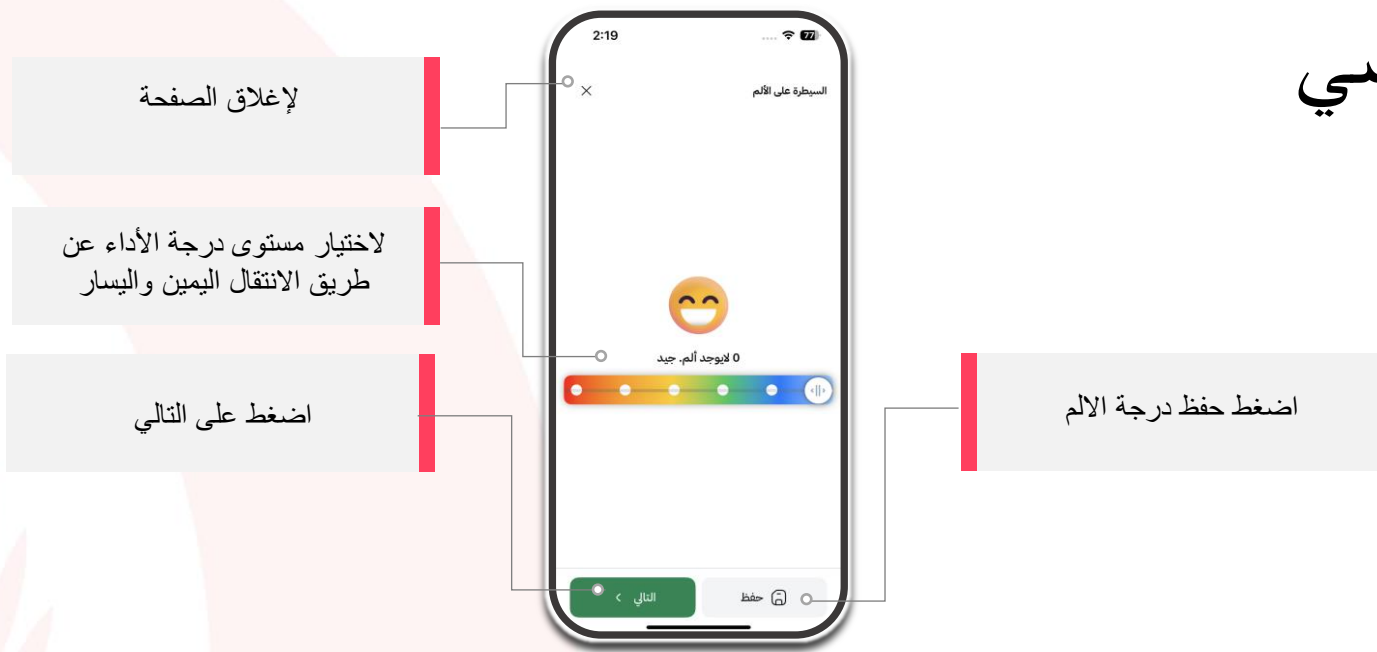 لإغلاق الصفحة
لاختيار مستوى درجة الأداء عن
طريق الانتقال اليمين واليسار
اضغط على التالي
2:19
77
السيطرة على الألم
0 لايوجد ألم. جيد
حفظ
التالي
اضغط حفظ درجة الالم